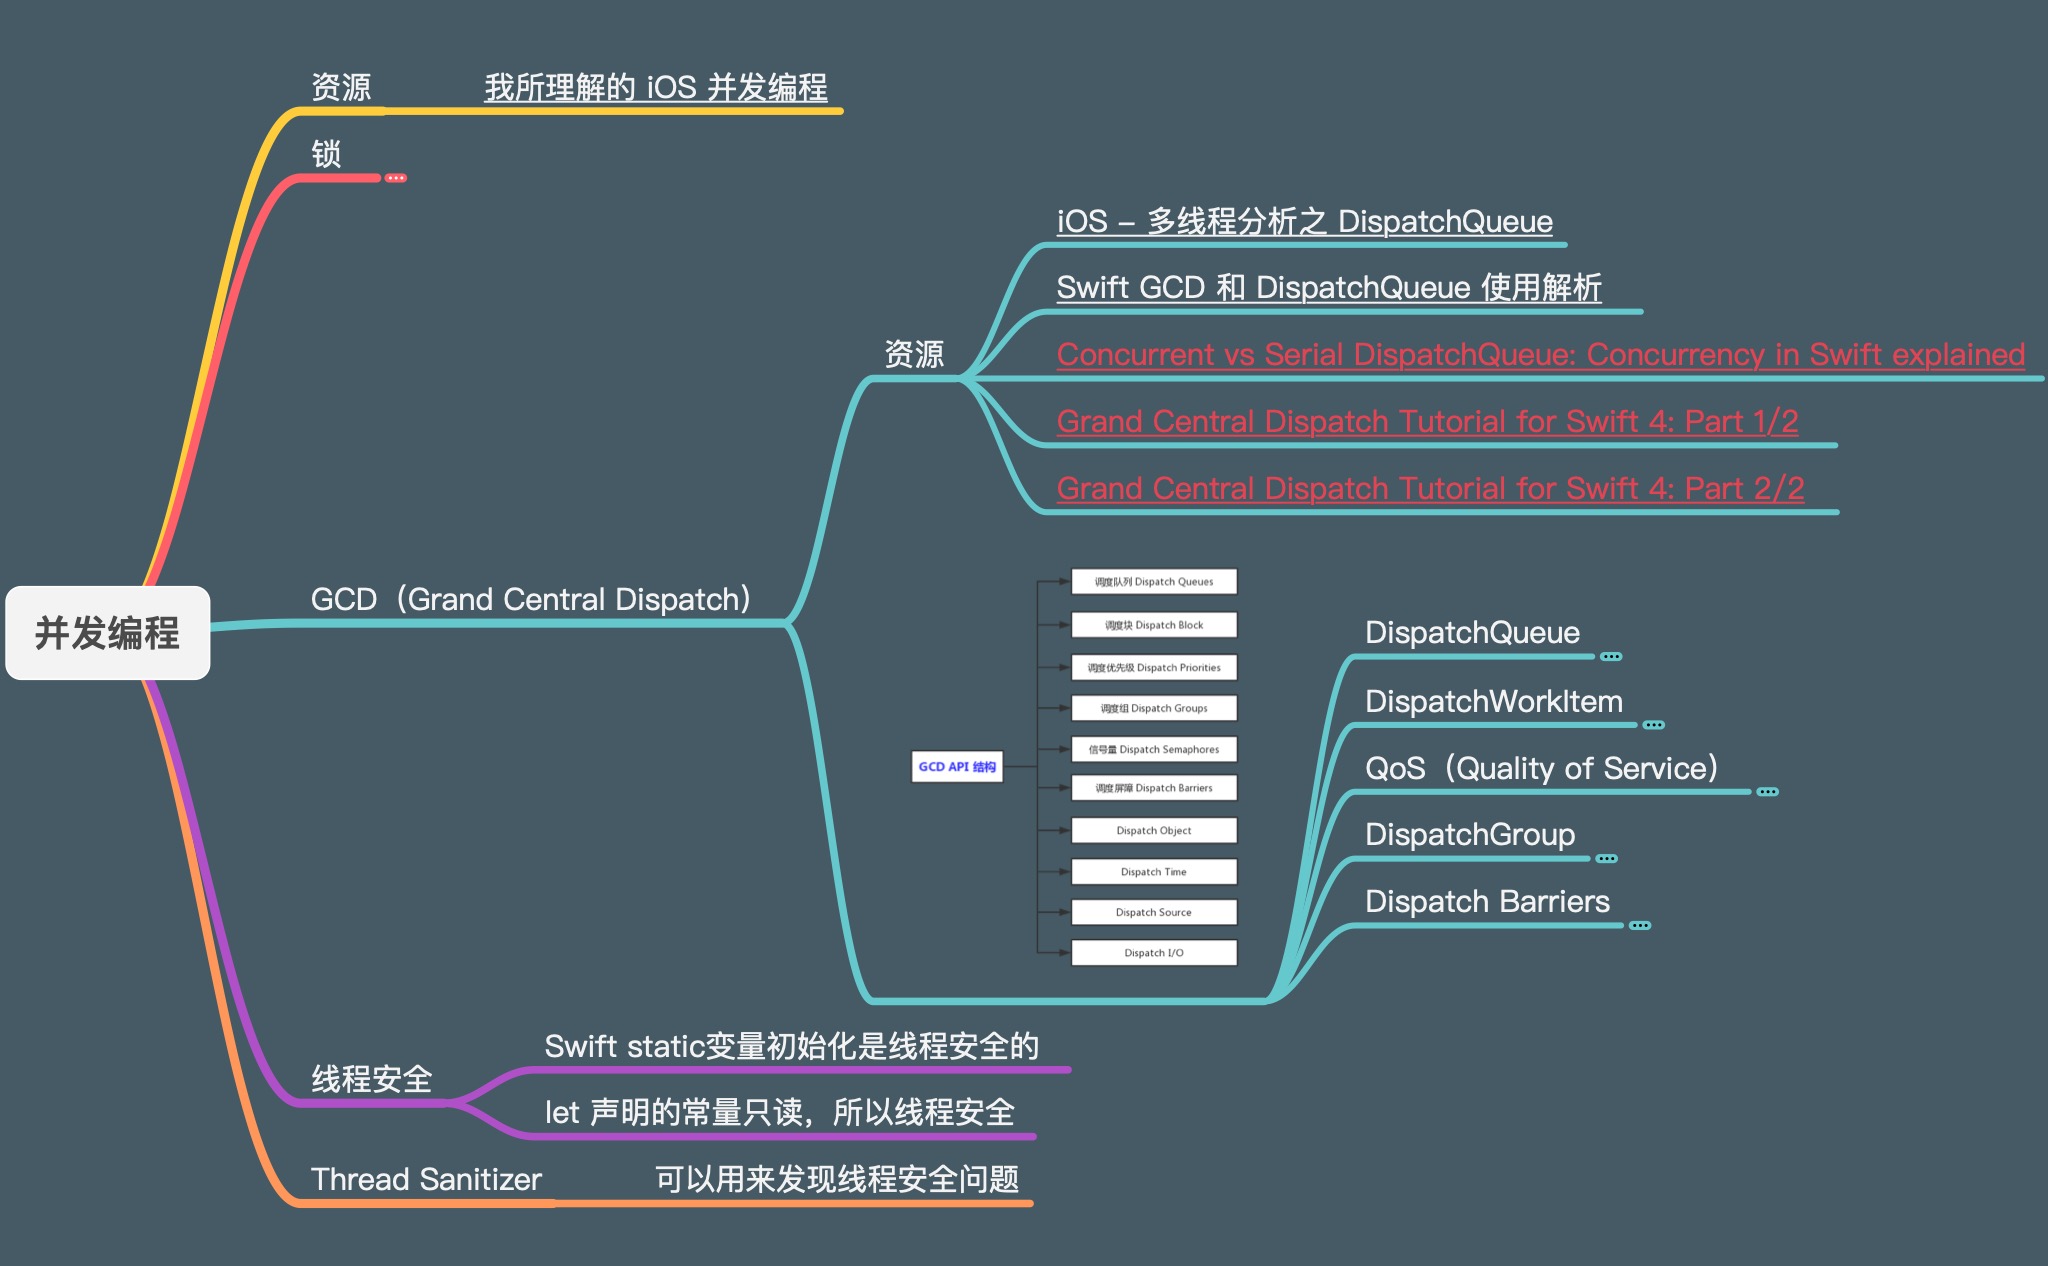 资源
我所理解的 iOS 并发编程
锁
iOS - 多线程分析之 DispatchQueue
Swift GCD 和 DispatchQueue 使用解析
资源
Concurrent vs Serial DispatchQueue: Concurrency in Swift explained
Grand Central Dispatch Tutorial for Swift 4: Part 1/2
Grand Central Dispatch Tutorial for Swift 4: Part 2/2
并发编程
GCD（Grand Central Dispatch）
GCD API 结构
调度队列 Dispatch Queues
调度块 Dispatch Block
调度优先级 Dispatch Priorities
调度组 Dispatch Groups
信号量 Dispatch Semaphores
调度屏障 Dispatch Barriers
Dispatch Object
Dispatch Time
Dispatch Source
Dispatch I/O
DispatchQueue
DispatchWorkItem
QoS（Quality of Service）
DispatchGroup
Dispatch Barriers
线程安全
Swift static变量初始化是线程安全的
let 声明的常量只读，所以线程安全
Thread Sanitizer
可以用来发现线程安全问题